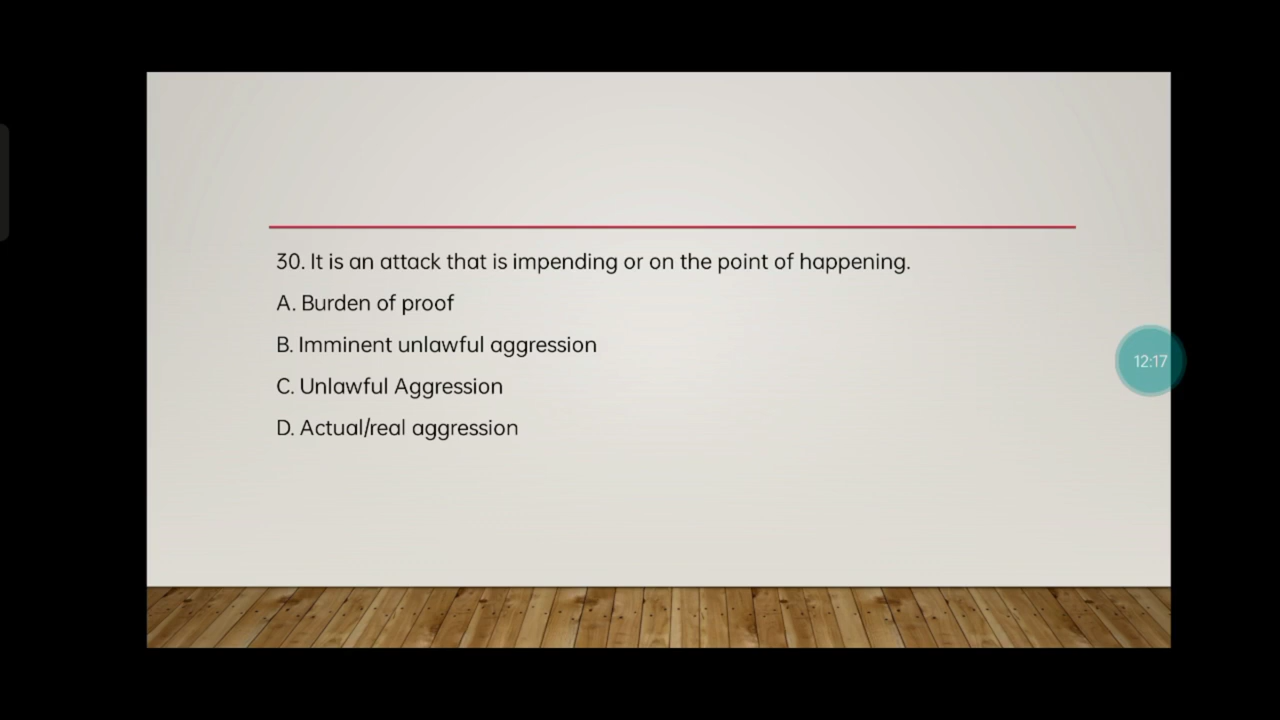 30. It is an attack that is impending or on the point of happening.
A. Burden of proof
B. Imminent unlawful aggression
12:17
C. Unlawful Aggression
D. Actual/real aggression